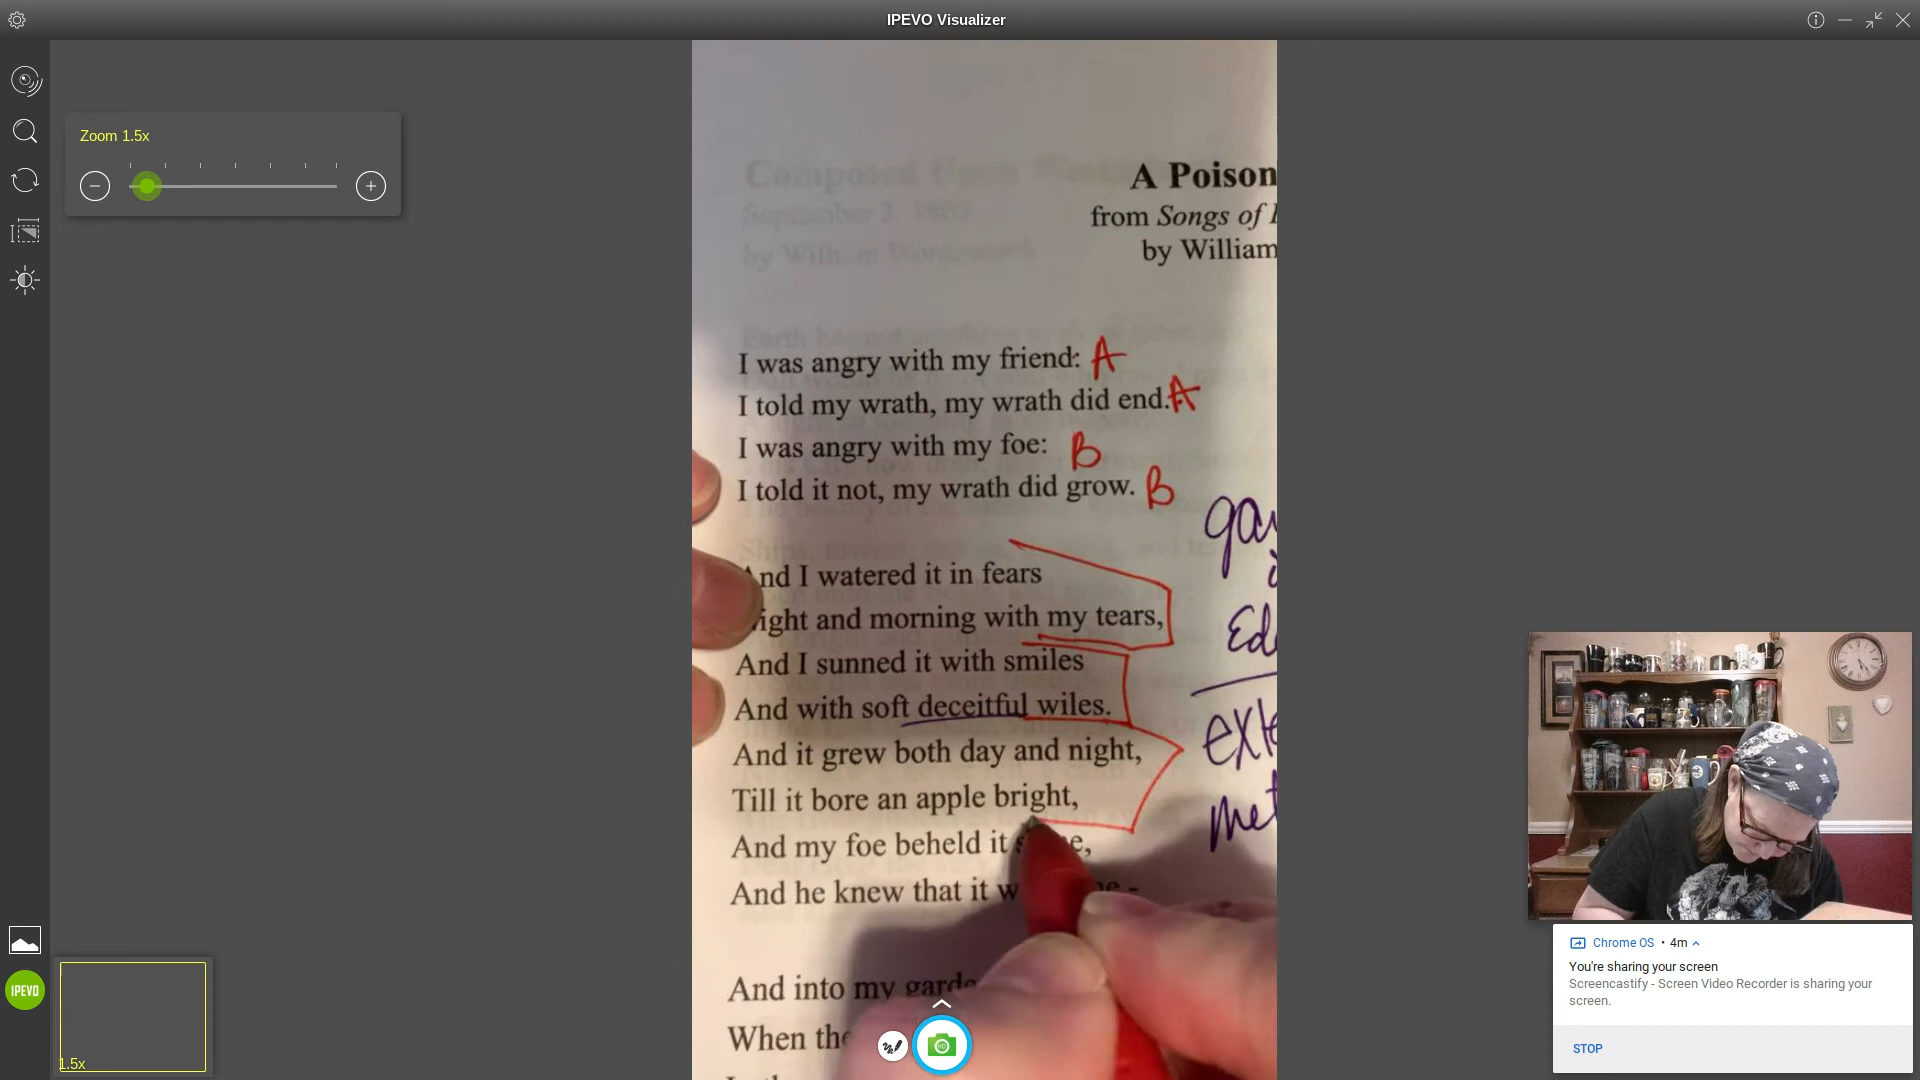 IPEVO Visualizer
Zoom 1.5x
A Poison
from Songs of
by William
I was angry with my friend: A
I told my wrath, my wrath did end. A
I was angry with my foe: B
I told it not, my wrath did grow. B
And I watered it in fears
ight and morning with my tears,
And I sunned it with smiles
And with soft deceitful wiles.
And it grew both day and night,
Till it bore an apple bright,
And my foe beheld it
And he knew that it
And into my
When
IPEVO
1.5x
HD
Chrome OS • 4m
You're sharing your screen
Screencastify - Screen Video Recorder is sharing your
screen.
STOP